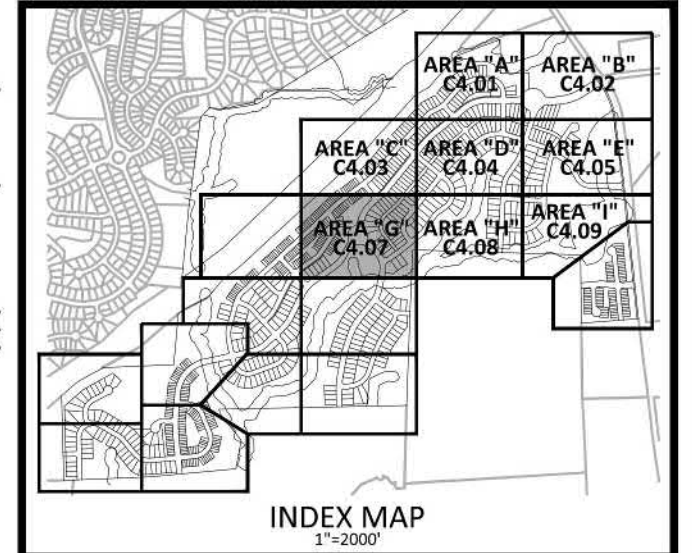 AREA "A"
C4.01
AREA "B"
C4.02
AREA "C"
C4.03
AREA "D"
C4.04
AREA "E"
C4.05
AREA "G"
C4.07
AREA "H"
C4.08
AREA "I"
C4.09
INDEX MAP
1"=2000'